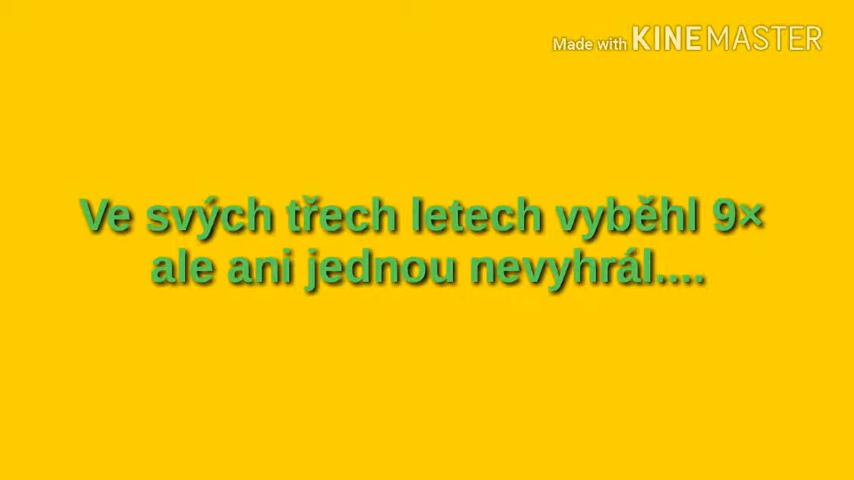 Made with KINEMASTER
Ve svých třech letech vyběhl 9×
ale ani jednou nevyhrál....